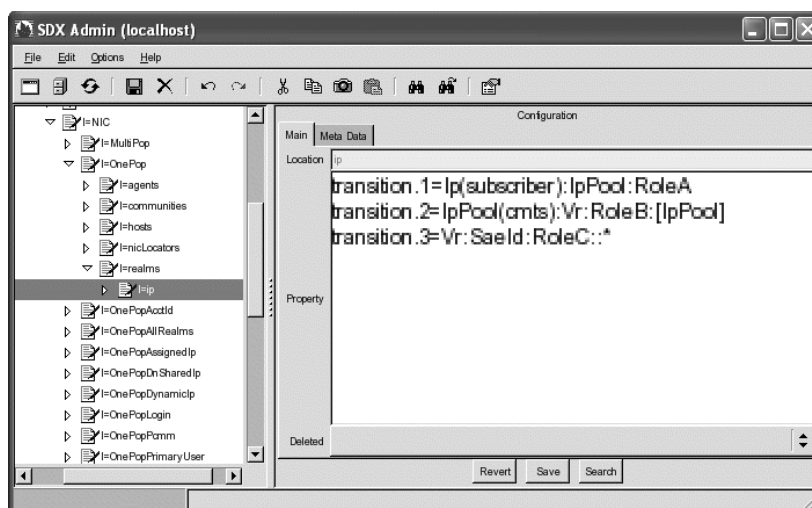 SDX Admin (localhost)
File Edit Options Help
l=NIC
l=MultiPop
l=OnePop
l=agents
l=communities
l=hosts
l=nicLocators
l=realms
l=ip
l=OnePopAcctId
l=OnePopAllRealms
l=OnePopAssignedIp
l=OnePopDnSharedIp
l=OnePopDynamicIp
l=OnePopLogin
l=OnePopPcmm
l=OnePopPrimaryUser
Configuration
Main Meta Data
Location ip
Property
transition.1=Ip(subscriber):IpPool:RoleA
transition.2=IpPool(cmts):Vr:RoleB:[IpPool]
transition.3=Vr:SaeId:RoleC::*
Deleted
Revert Save Search